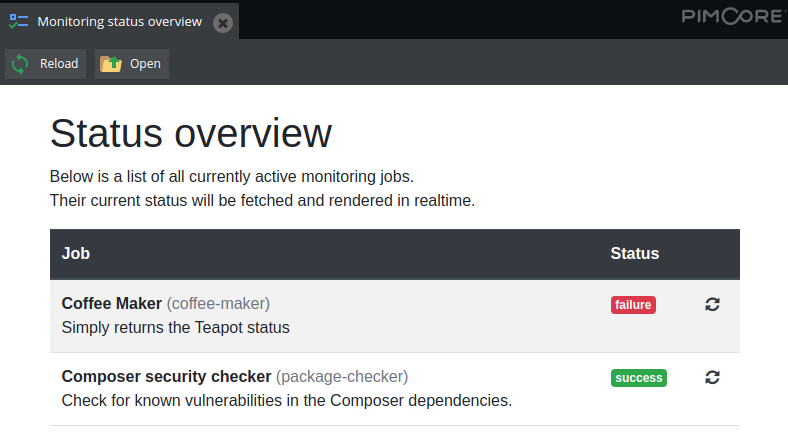 Monitoring status overview
PIMCORE
Reload
Open
Status overview
Below is a list of all currently active monitoring jobs.
Their current status will be fetched and rendered in realtime.
Job Status
Coffee Maker (coffee-maker) failure
Simply returns the Teapot status
Composer security checker (package-checker) success
Check for known vulnerabilities in the Composer dependencies.